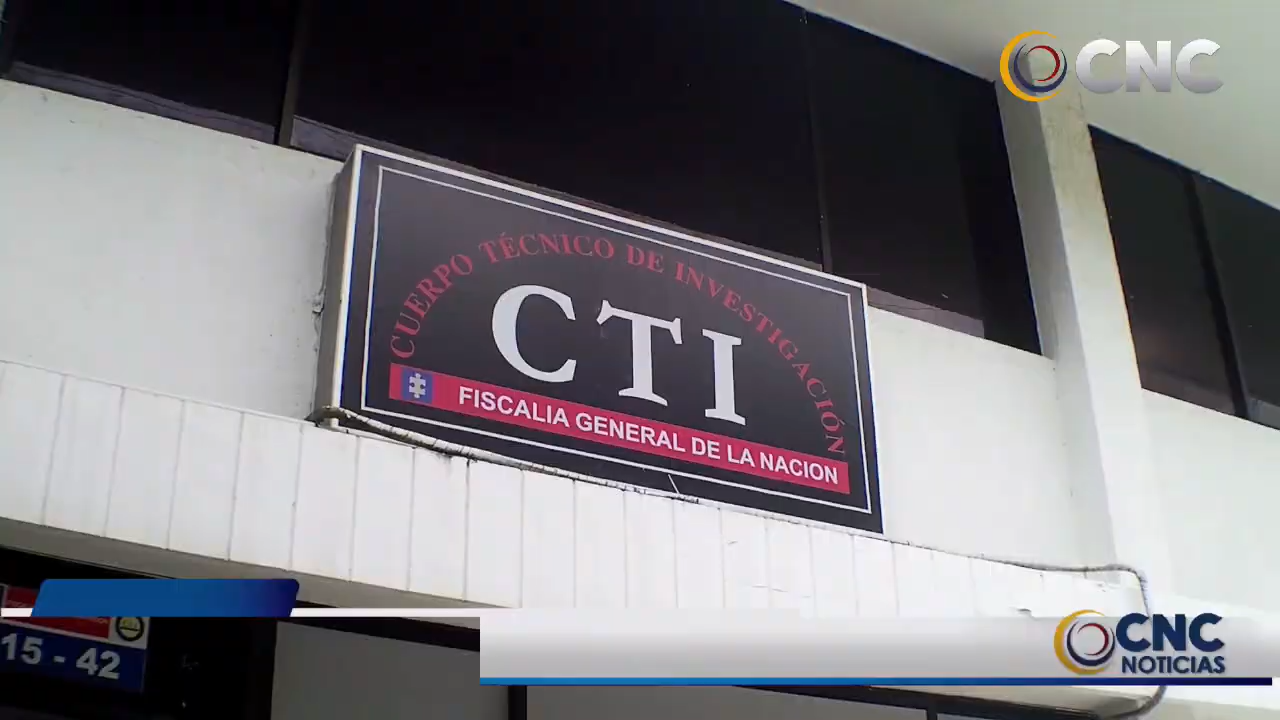 CNC
CUERPO TÉCNICO DE INVESTIGACIÓN
CTI
FISCALIA GENERAL DE LA NACION
15 - 42
CNC
NOTICIAS